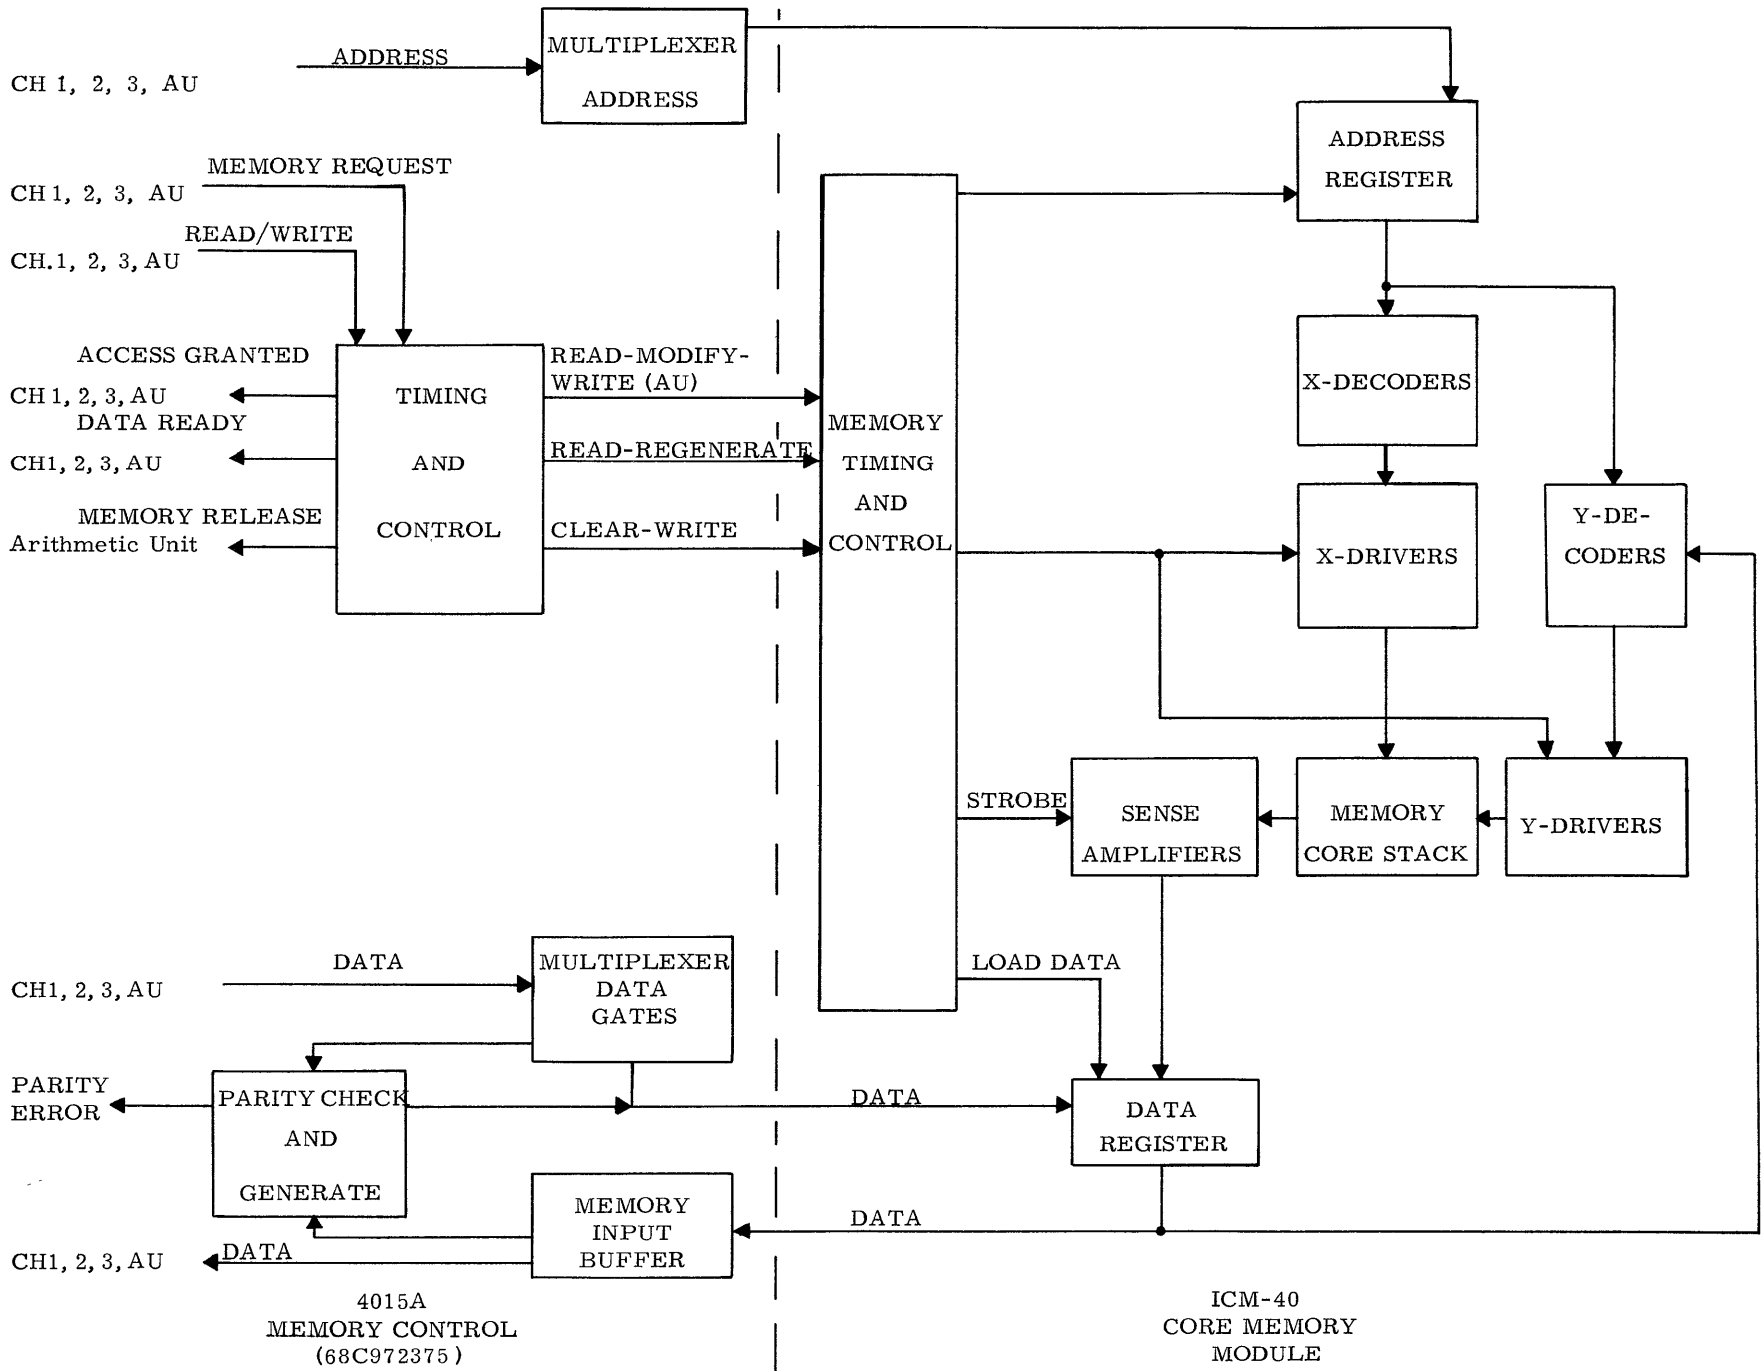 CH 1, 2, 3, AU
ADDRESS
MULTIPLEXER
ADDRESS
ADDRESS
REGISTER
MEMORY REQUEST
CH 1, 2, 3, AU
READ/WRITE
CH.1, 2, 3, AU
ACCESS GRANTED
CH 1, 2, 3, AU
DATA READY
CH1, 2, 3, AU
MEMORY RELEASE
Arithmetic Unit
TIMING
AND
CONTROL
READ-MODIFY-
WRITE (AU)
READ-REGENERATE
CLEAR-WRITE
MEMORY
TIMING
AND
CONTROL
X-DECODERS
X-DRIVERS
Y-DE-
CODERS
STROBE
SENSE
AMPLIFIERS
MEMORY
CORE STACK
Y-DRIVERS
LOAD DATA
CH1, 2, 3, AU
DATA
MULTIPLEXER
DATA
GATES
PARITY
ERROR
PARITY CHECK
AND
GENERATE
DATA
DATA
REGISTER
MEMORY
INPUT
BUFFER
DATA
CH1, 2, 3, AU
DATA
4015A
MEMORY CONTROL
(68C972375)
ICM-40
CORE MEMORY
MODULE